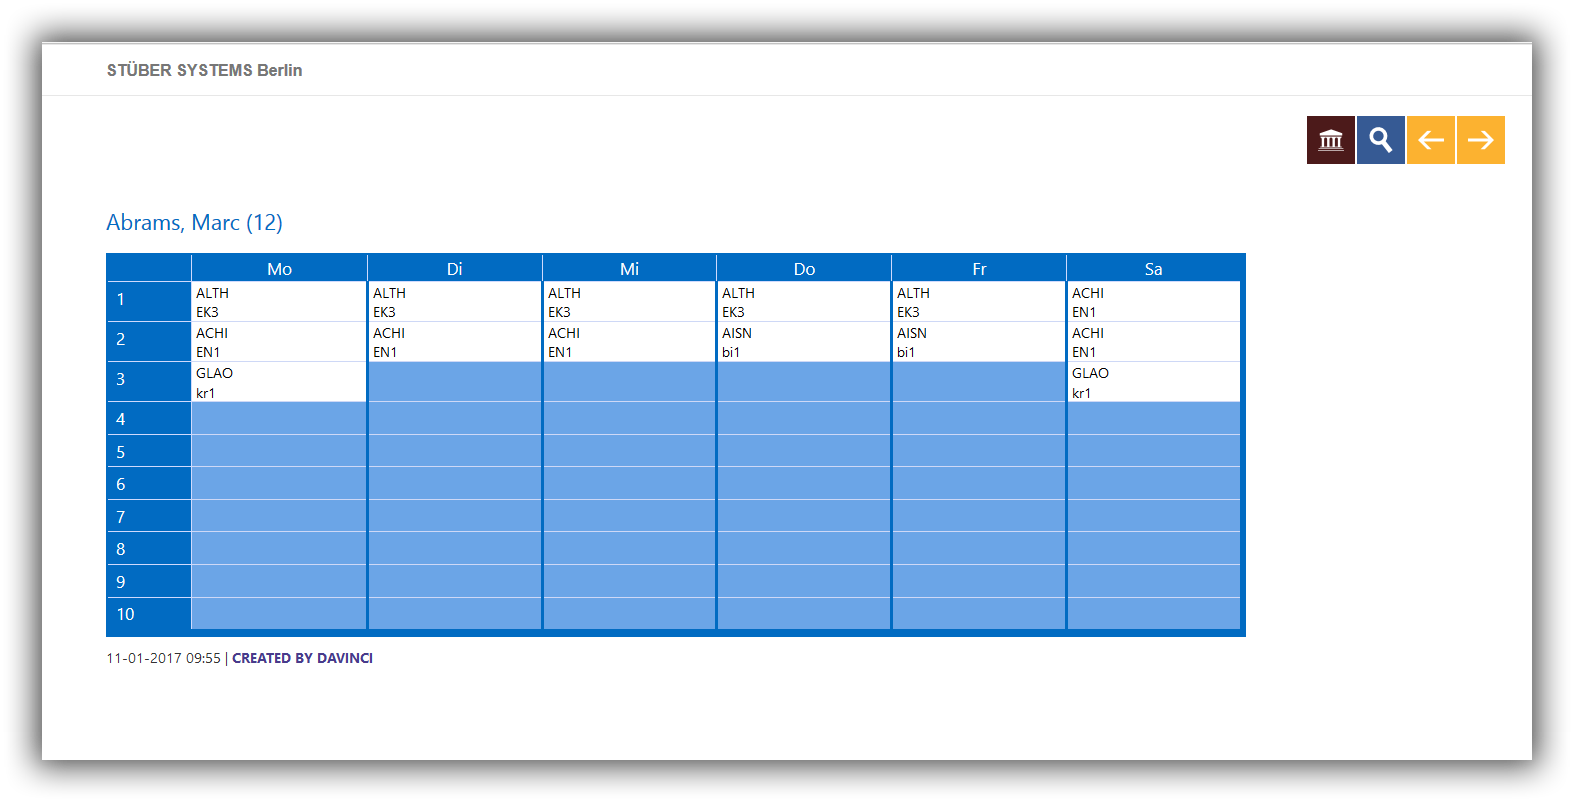 STÜBER SYSTEMS Berlin
Abrams, Marc (12)
Mo Di Mi Do Fr Sa
1 ALTH ALTH ALTH ALTH ALTH ACHI
EK3 EK3 EK3 EK3 EK3 EN1
2 ACHI ACHI ACHI AISN AISN ACHI
EN1 EN1 EN1 bi1 bi1 EN1
3 GLAO GLAO
kr1 kr1
4
5
6
7
8
9
10
11-01-2017 09:55 | CREATED BY DAVINCI